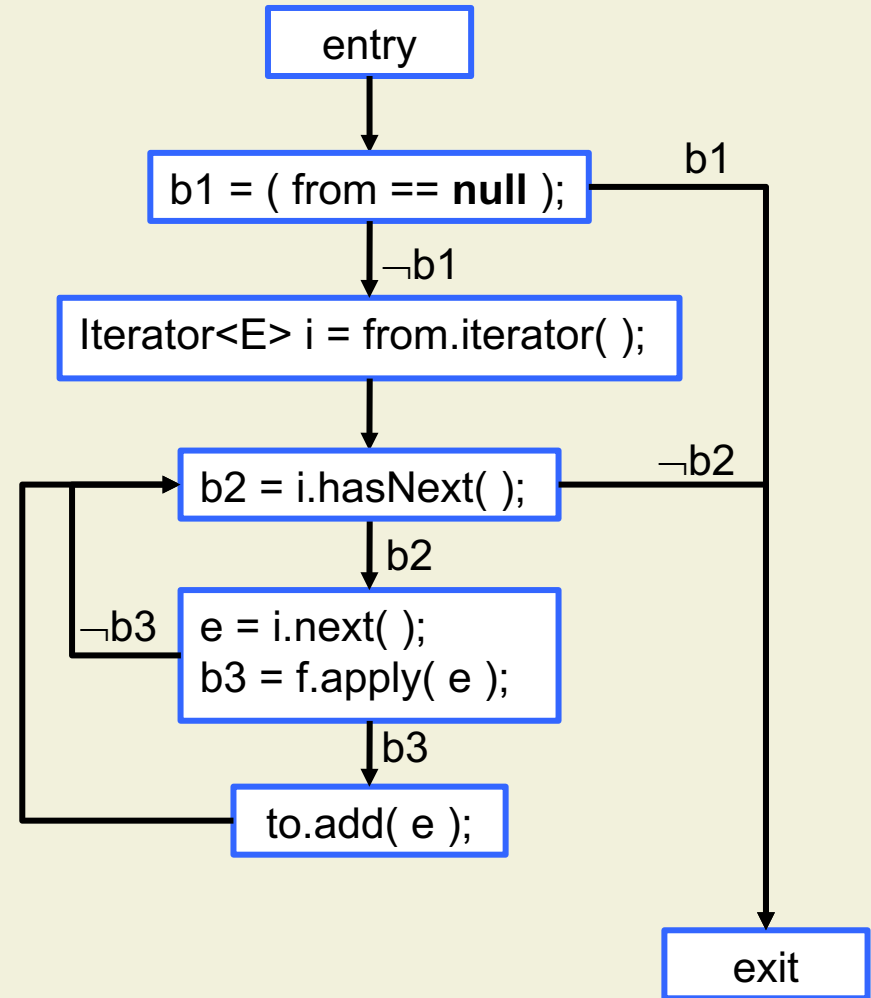 entry
b1 = ( from == null );
b1
¬b1
Iterator<E> i = from.iterator( );
b2 = i.hasNext( );
¬b2
b2
¬b3
e = i.next( );
b3 = f.apply( e );
b3
to.add( e );
exit